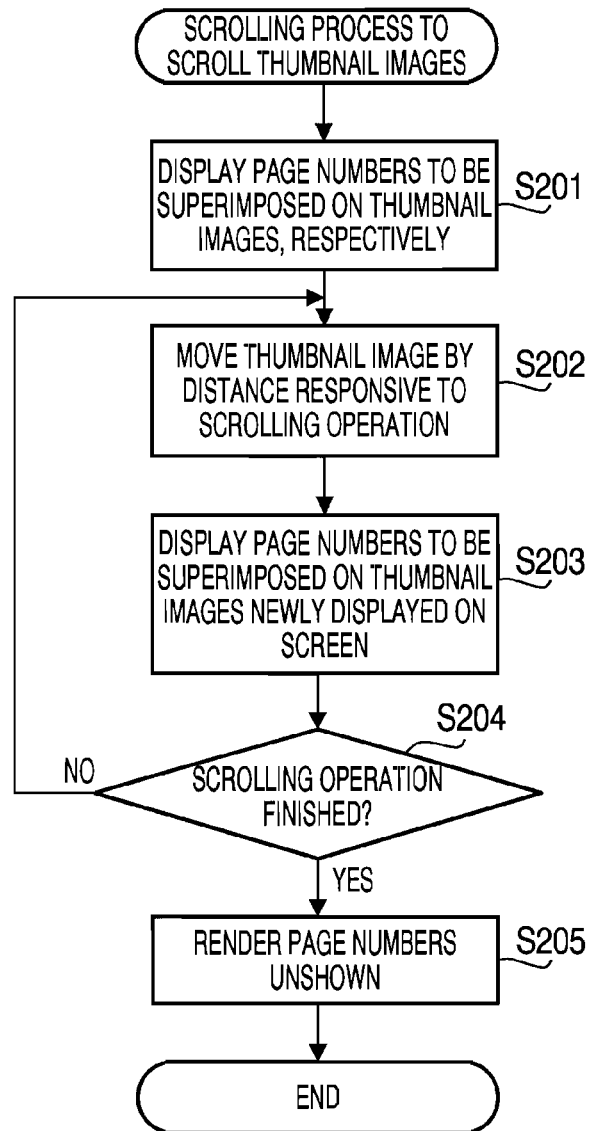 SCROLLING PROCESS TO
SCROLL THUMBNAIL IMAGES
DISPLAY PAGE NUMBERS TO BE
SUPERIMPOSED ON THUMBNAIL
IMAGES, RESPECTIVELY
S201
MOVE THUMBNAIL IMAGE BY
DISTANCE RESPONSIVE TO
SCROLLING OPERATION
S202
DISPLAY PAGE NUMBERS TO BE
SUPERIMPOSED ON THUMBNAIL
IMAGES NEWLY DISPLAYED ON
SCREEN
S203
S204
NO
SCROLLING OPERATION
FINISHED?
YES
RENDER PAGE NUMBERS
UNSHOWN
S205
END